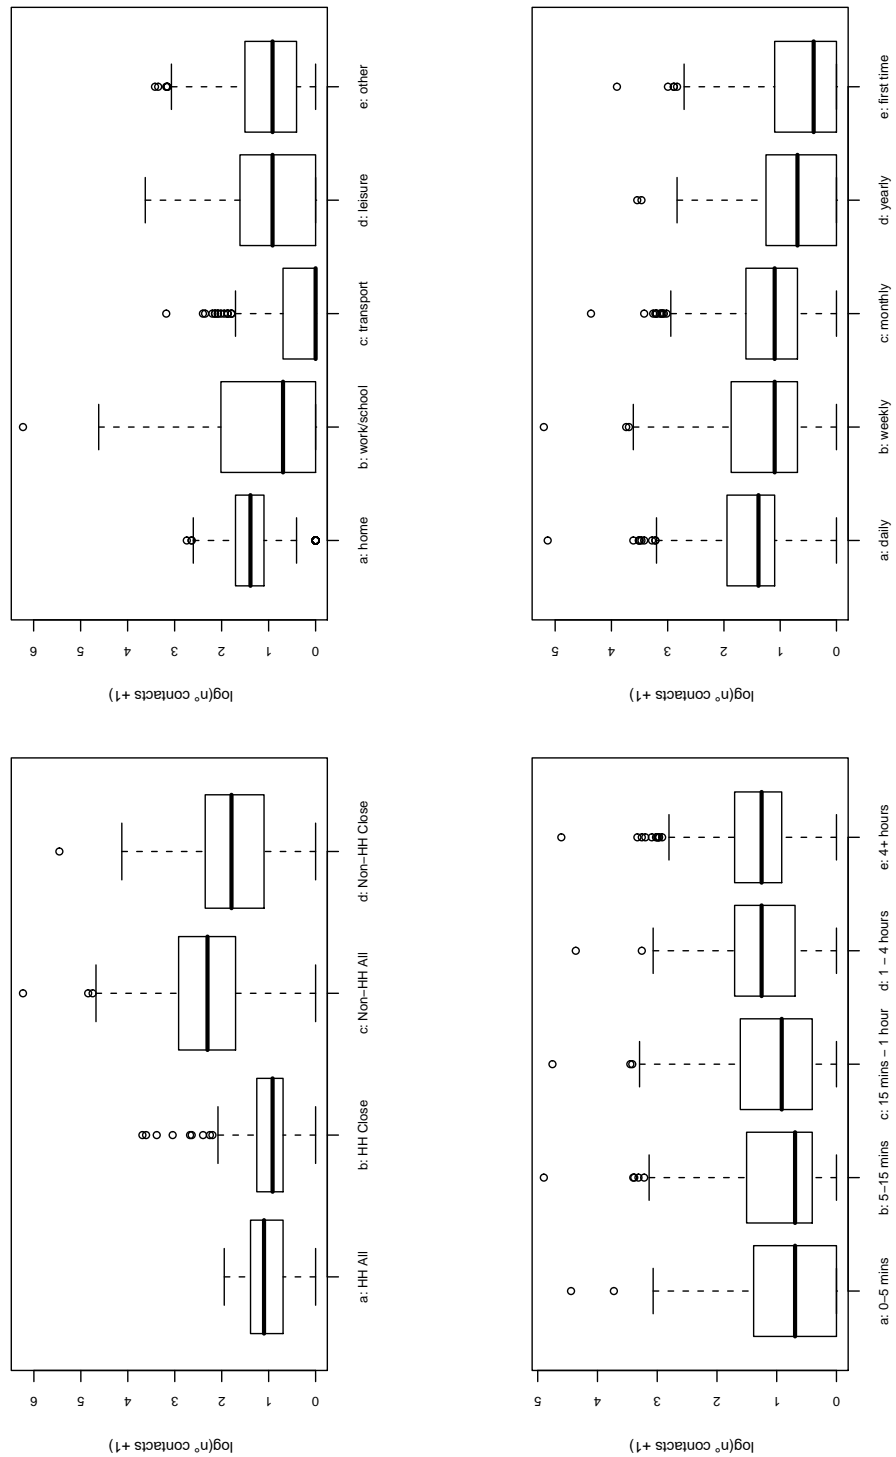 log(n° contacts +1)
6
5
4
3
2
1
0
a: HH All
b: HH Close
c: Non−HH All
d: Non−HH Close
log(n° contacts +1)
6
5
4
3
2
1
0
a: home
b: work/school
c: transport
d: leisure
e: other
log(n° contacts +1)
5
4
3
2
1
0
a: 0−5 mins
b: 5−15 mins
c: 15 mins − 1 hour
d: 1 − 4 hours
e: 4+ hours
log(n° contacts +1)
5
4
3
2
1
0
a: daily
b: weekly
c: monthly
d: yearly
e: first time